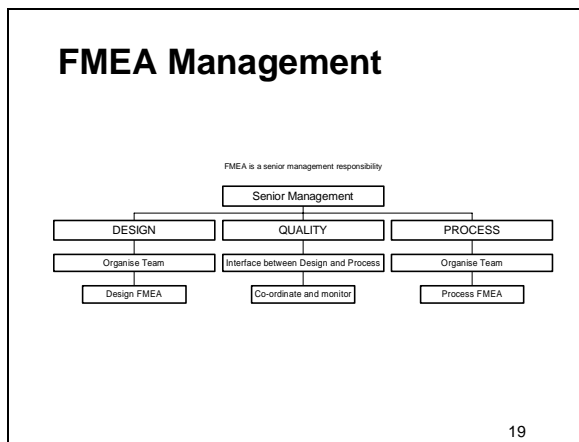 FMEA Management
FMEA is a senior management responsibility
Senior Management
DESIGN QUALITY PROCESS
Organise Team Interface between Design and Process Organise Team
Design FMEA Co-ordinate and monitor Process FMEA
19